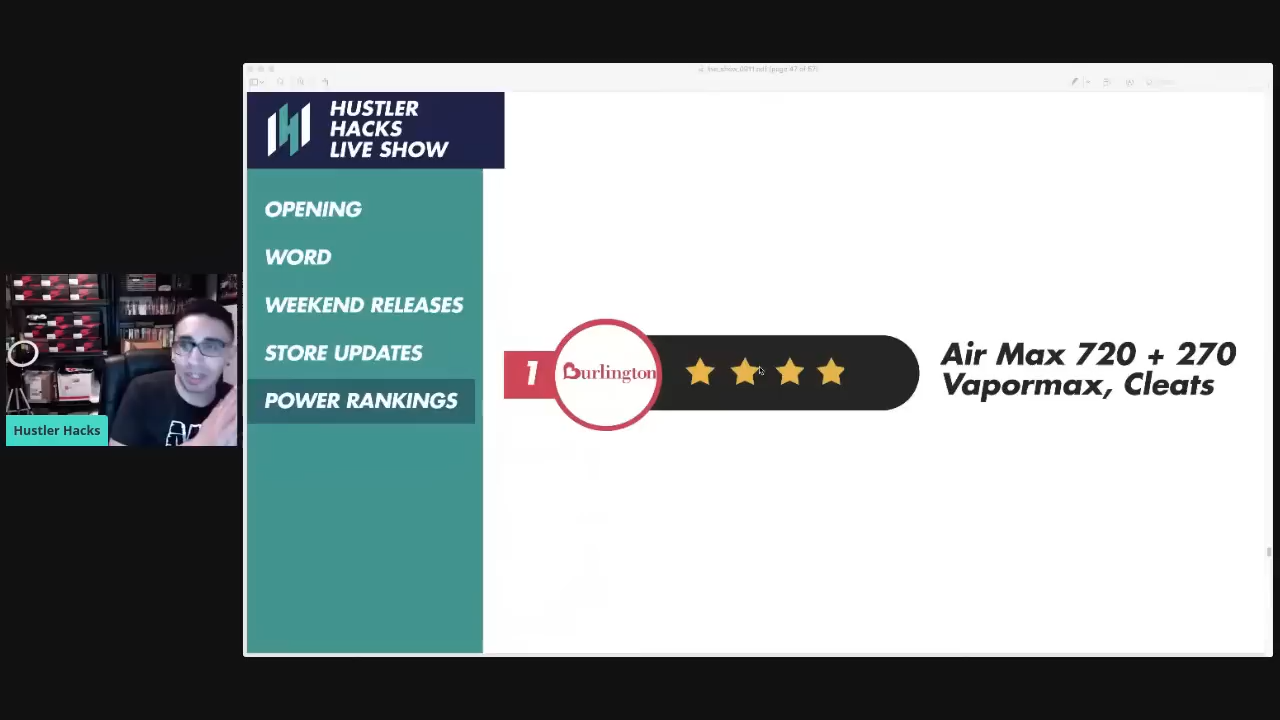 HUSTLER
HACKS
LIVE SHOW
OPENING
WORD
WEEKEND RELEASES
STORE UPDATES
POWER RANKINGS
1
Burlington
Air Max 720 + 270
Vapormax, Cleats
Hustler Hacks